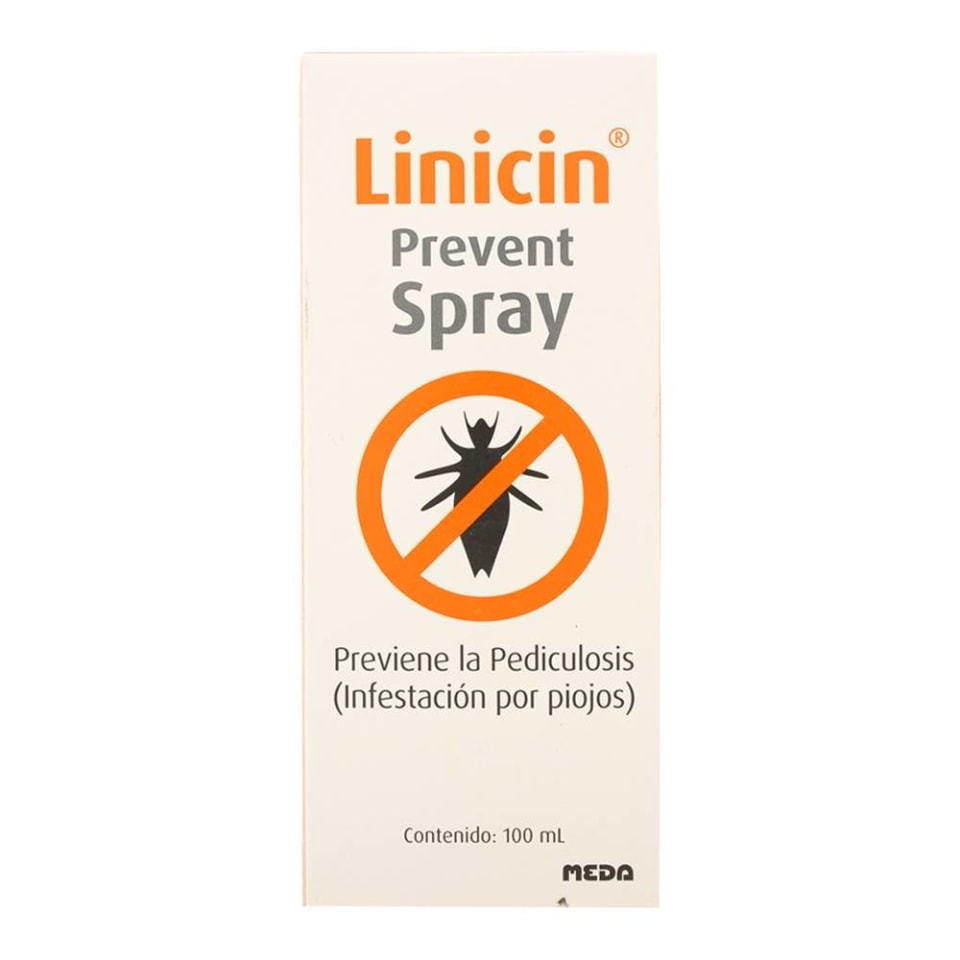 Linicin®
Prevent
Spray
Previene la Pediculosis
(Infestación por piojos)
Contenido: 100 mL
MEDA